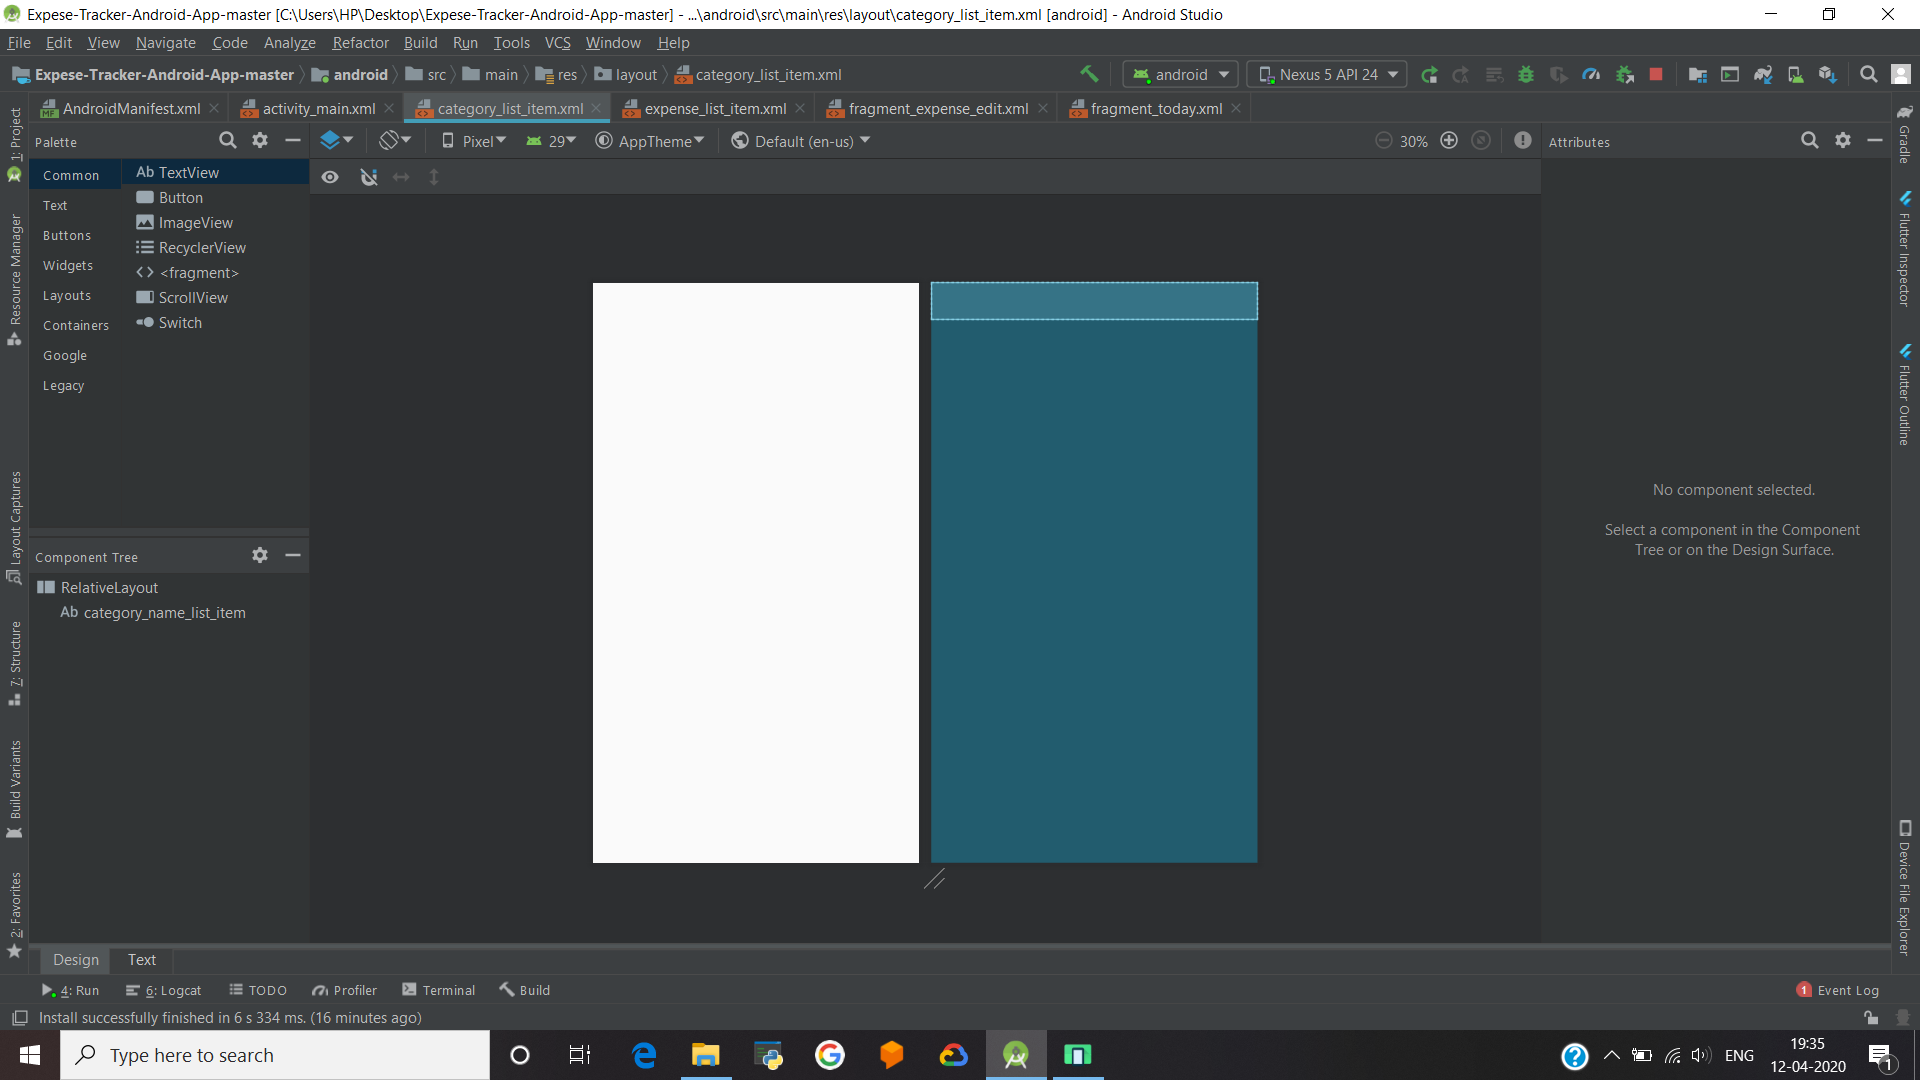 Expese-Tracker-Android-App-master [C:\Users\HP\Desktop\Expese-Tracker-Android-App-master] - ...\android\src\main\res\layout\category_list_item.xml [android] - Android Studio
File Edit View Navigate Code Analyze Refactor Build Run Tools VCS Window Help
Expese-Tracker-Android-App-master android src main res layout category_list_item.xml android Nexus 5 API 24
AndroidManifest.xml activity_main.xml category_list_item.xml expense_list_item.xml fragment_expense_edit.xml fragment_today.xml
Palette Pixel 29 AppTheme Default (en-us) 30% Attributes
Common
Text
Buttons
Widgets
Layouts
Containers
Google
Legacy
Ab TextView
Button
ImageView
RecyclerView
<fragment>
ScrollView
Switch
No component selected.
Select a component in the Component
Tree or on the Design Surface.
Component Tree
RelativeLayout
Ab category_name_list_item
1: Project
Resource Manager
Layout Captures
7: Structure
Build Variants
2: Favorites
Gradle
Flutter Inspector
Flutter Outline
Device File Explorer
Design Text
4: Run 6: Logcat TODO Profiler Terminal Build 1 Event Log
Install successfully finished in 6 s 334 ms. (16 minutes ago)
Type here to search
ENG
19:35
12-04-2020
1